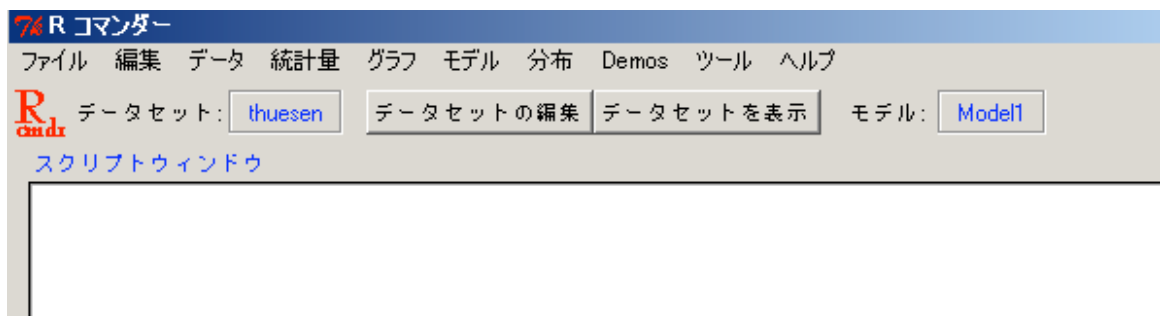 R コマンダー
ファイル 編集 データ 統計量 グラフ モデル 分布 Demos ツール ヘルプ
R cmdr データセット: thuesen データセットの編集 データセットを表示 モデル: Model1
スクリプトウィンドウ